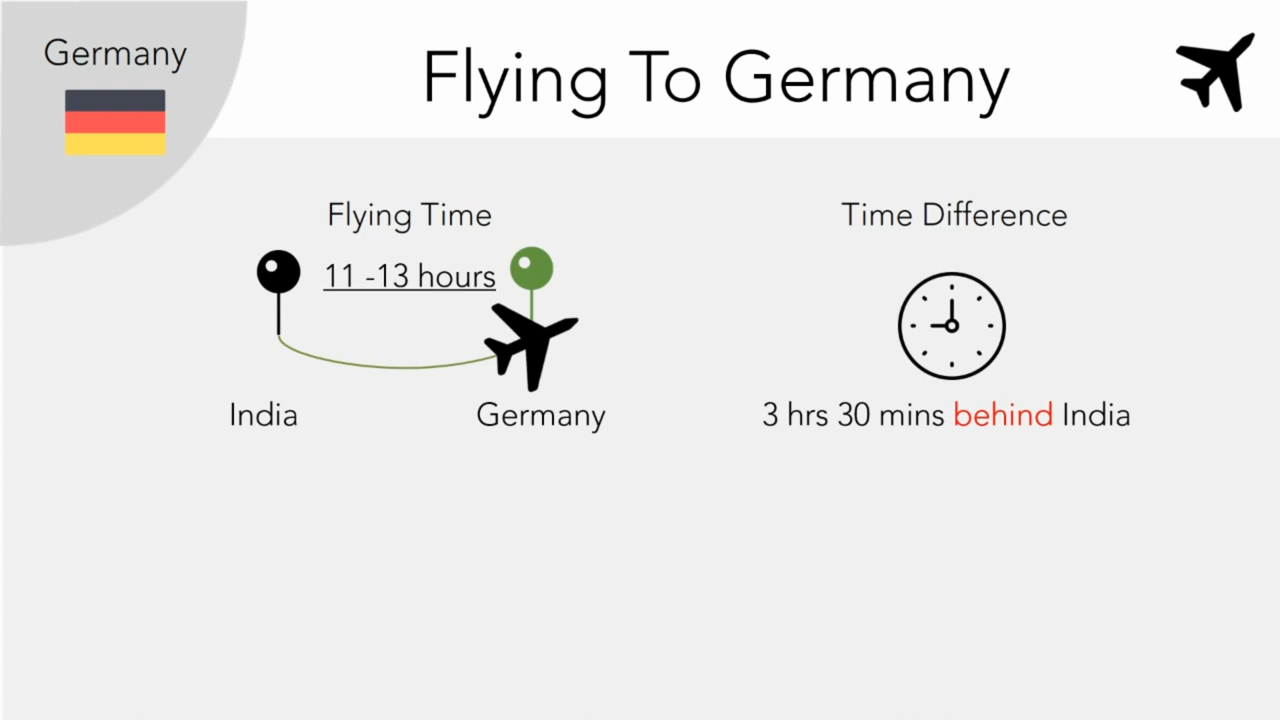 Germany
Flying To Germany
Flying Time
11 -13 hours
India
Germany
Time Difference
3 hrs 30 mins behind India